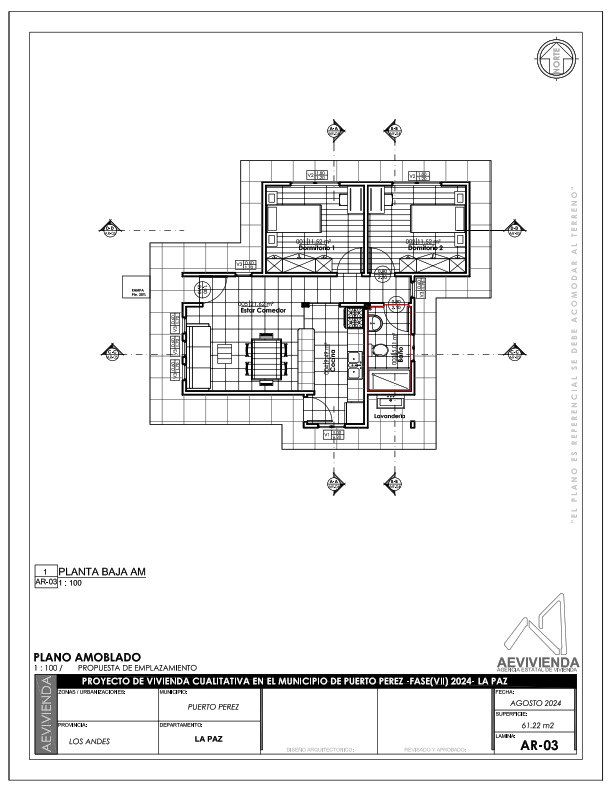 NORTE
"EL PLANO ES REFERENCIAL SE DEBE ACOMODAR AL TERRENO"
Dormitorio 1
Dormitorio 2
RAMPA
Estar Comedor
Cocina
Baño
Lavandería
1 PLANTA BAJA AM
AR-03 1 : 100
PLANO AMOBLADO
1 : 100 / PROPUESTA DE EMPLAZAMIENTO
AEVIVIENDA
AGENCIA ESTATAL DE VIVIENDA
AEVIVIENDA
PROYECTO DE VIVIENDA CUALITATIVA EN EL MUNICIPIO DE PUERTO PEREZ -FASE(VII) 2024- LA PAZ
ZONAS / URBANIZACIONES:
MUNICIPIO:
PUERTO PEREZ
PROVINCIA:
LOS ANDES
DEPARTAMENTO:
LA PAZ
DISEÑO ARQUITECTONICO:
REVISADO Y APROBADO:
FECHA:
AGOSTO 2024
SUPERFICIE:
61.22 m2
LAMINA:
AR-03